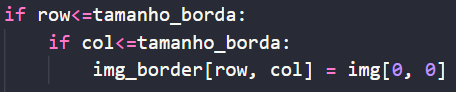 if row<=tamanho_borda:
    if col<=tamanho_borda:
        img_border[row, col] = img[0, 0]